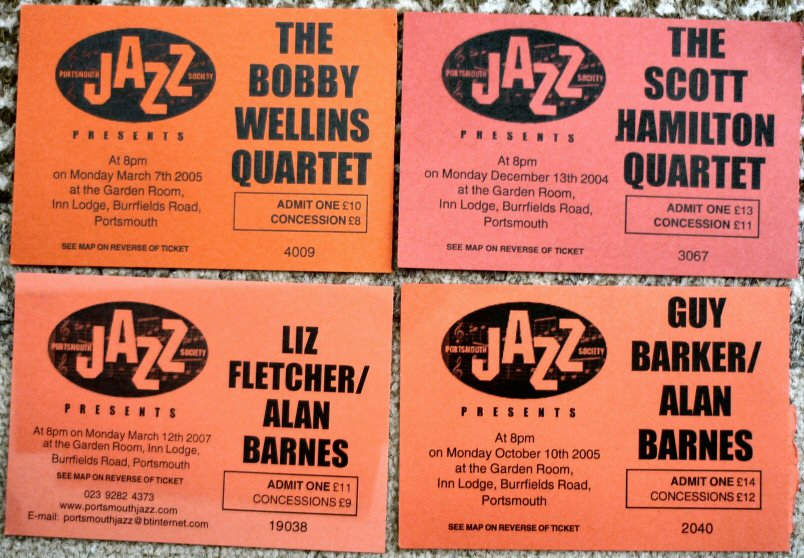 PORTSMOUTH JAZZ SOCIETY
PRESENTS
At 8pm
on Monday March 7th 2005
at the Garden Room,
Inn Lodge, Burrfields Road,
Portsmouth
SEE MAP ON REVERSE OF TICKET
THE
BOBBY
WELLINS
QUARTET
ADMIT ONE £10
CONCESSION £8
4009
PORTSMOUTH JAZZ SOCIETY
PRESENTS
At 8pm
on Monday December 13th 2004
at the Garden Room,
Inn Lodge, Burrfields Road,
Portsmouth
SEE MAP ON REVERSE OF TICKET
THE
SCOTT
HAMILTON
QUARTET
ADMIT ONE £13
CONCESSION £11
3067
PORTSMOUTH JAZZ SOCIETY
PRESENTS
At 8pm on Monday March 12th 2007
at the Garden Room, Inn Lodge,
Burrfields Road, Portsmouth
SEE MAP ON REVERSE OF TICKET
023 9282 4373
www.portsmouthjazz.com
E-mail: portsmouthjazz@btinternet.com
LIZ
FLETCHER/
ALAN
BARNES
ADMIT ONE £11
CONCESSIONS £9
19038
PORTSMOUTH JAZZ SOCIETY
PRESENTS
At 8pm
on Monday October 10th 2005
at the Garden Room,
Inn Lodge, Burrfields Road,
Portsmouth
SEE MAP ON REVERSE OF TICKET
GUY
BARKER/
ALAN
BARNES
ADMIT ONE £14
CONCESSIONS £12
2040